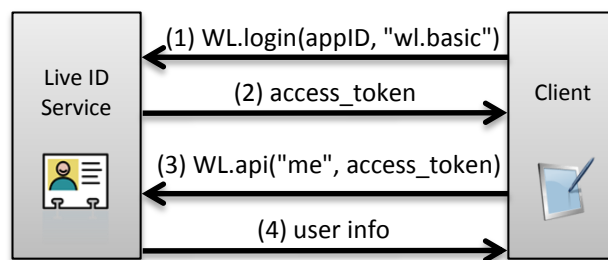 (1) WL.login(appID, "wl.basic")
Live ID
Service
(2) access_token
Client
(3) WL.api("me", access_token)
(4) user info